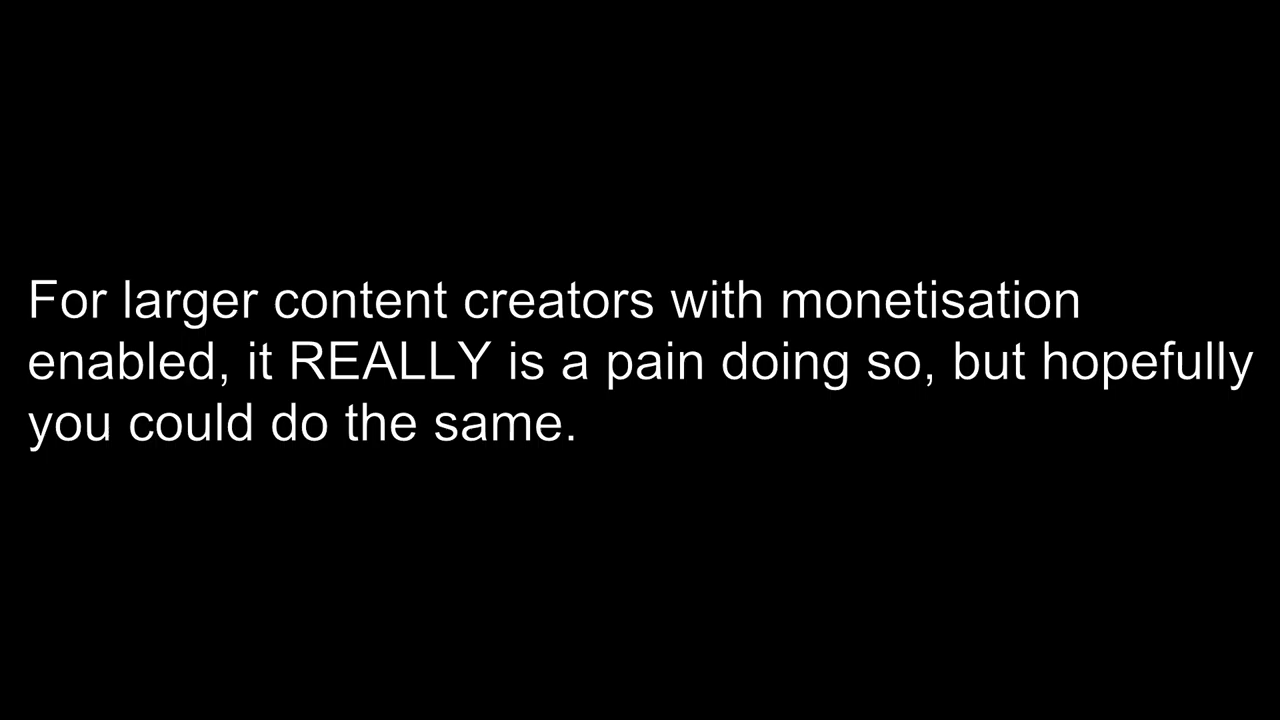 For larger content creators with monetisation
enabled, it REALLY is a pain doing so, but hopefully
you could do the same.